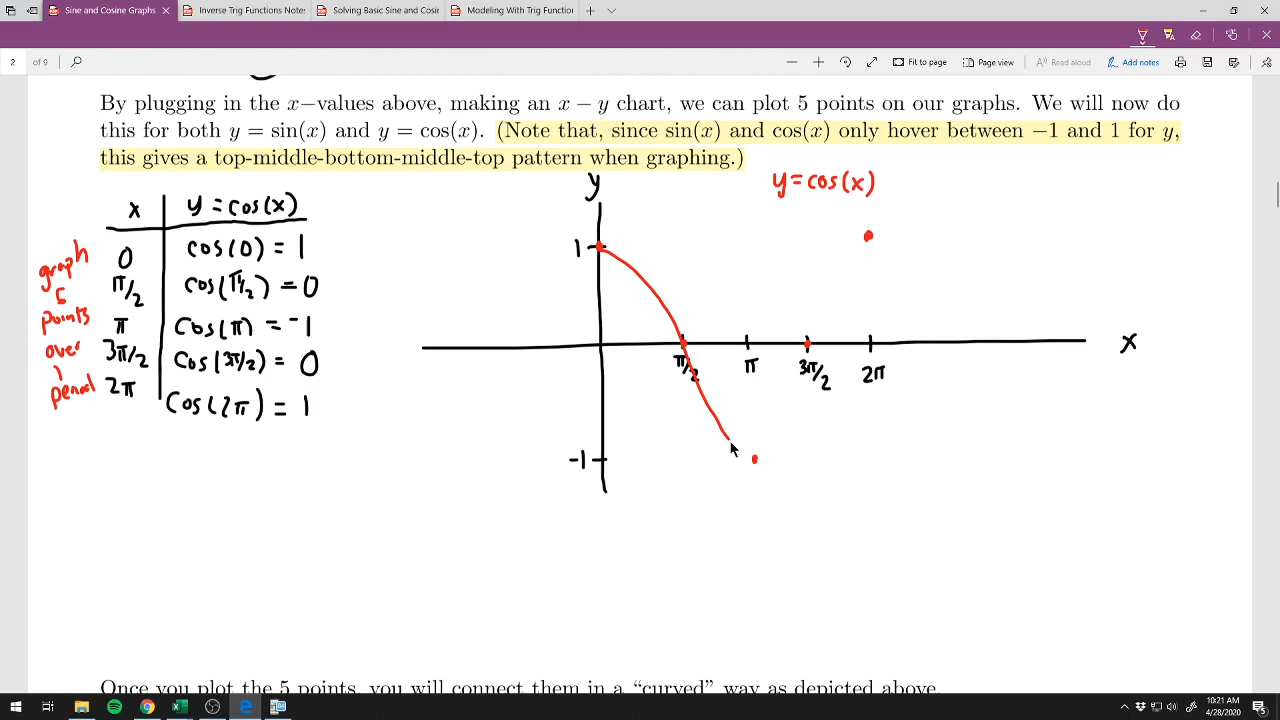 Sine and Cosine Graphs
Inverse Trig Functions Notes
Solving Basic Sine and Cosir
Modeling With Trig Functior
2 of 9
Fit to page
Page view
Read aloud
Add notes
By plugging in the x−values above, making an x − y chart, we can plot 5 points on our graphs. We will now do
this for both y = sin(x) and y = cos(x). (Note that, since sin(x) and cos(x) only hover between −1 and 1 for y,
this gives a top-middle-bottom-middle-top pattern when graphing.)
x y = cos(x)
0 cos(0) = 1
π/2 cos(π/2) = 0
π cos(π) = -1
3π/2 cos(3π/2) = 0
2π cos(2π) = 1
graph
5
points
over
1
period
y
y = cos(x)
1
x
π/2 π 3π/2 2π
-1
Once you plot the 5 points, you will connect them in a “curved” way as depicted above.
10:21 AM
4/28/2020
5